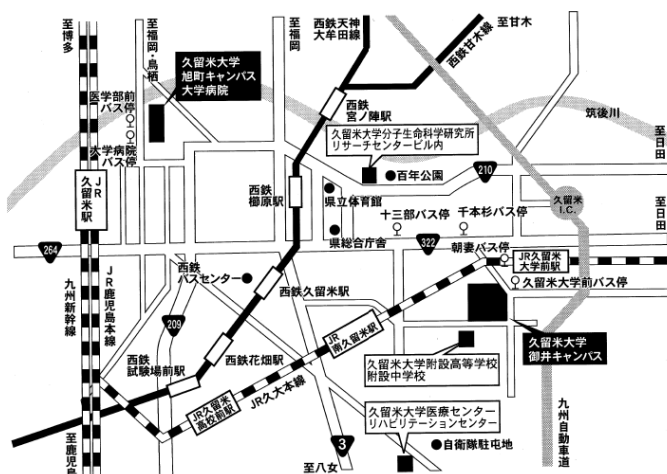 至博多
至福岡・鳥栖
至福岡
西鉄天神
大牟田線
至甘木
西鉄甘木線
久留米大学
旭町キャンパス
大学病院
医学部前
バス停
西鉄
宮ノ陣駅
筑後川
久留米大学分子生命科学研究所
リサーチセンタービル内
大学病院
バス停
至日田
210
百年公園
JR
久留米駅
西鉄
櫛原駅
県立体育館
久留米
I.C.
十三部バス停
千本杉バス停
至日田
県総合庁舎
322
朝妻バス停
264
JR久留米
大学前駅
西鉄
バスセンター
久留米大学前バス停
九州新幹線
JR鹿児島本線
西鉄久留米駅
209
JR
南久留米駅
久留米大学
御井キャンパス
西鉄
試験場前駅
西鉄花畑駅
久留米大学附設高等学校
附設中学校
JR久大本線
JR久留米
高校前駅
久留米大学医療センター
リハビリテーションセンター
九州自動車道
3
自衛隊駐屯地
至鹿児島
至八女